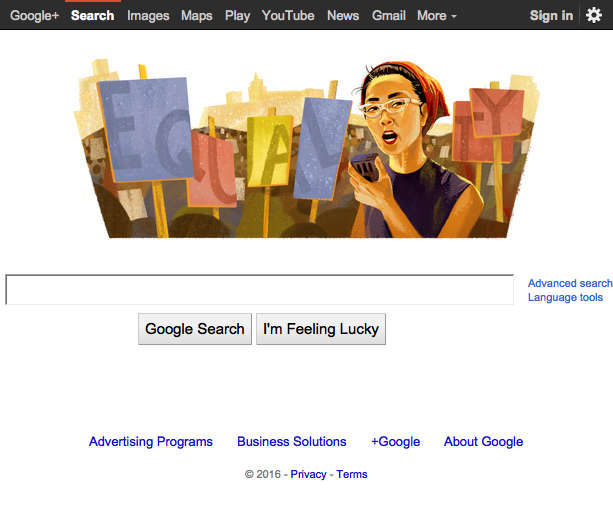 Google+ Search Images Maps Play YouTube News Gmail More Sign in
EQUALITY
Advanced search
Language tools
Google Search I'm Feeling Lucky
Advertising Programs Business Solutions +Google About Google
© 2016 - Privacy - Terms